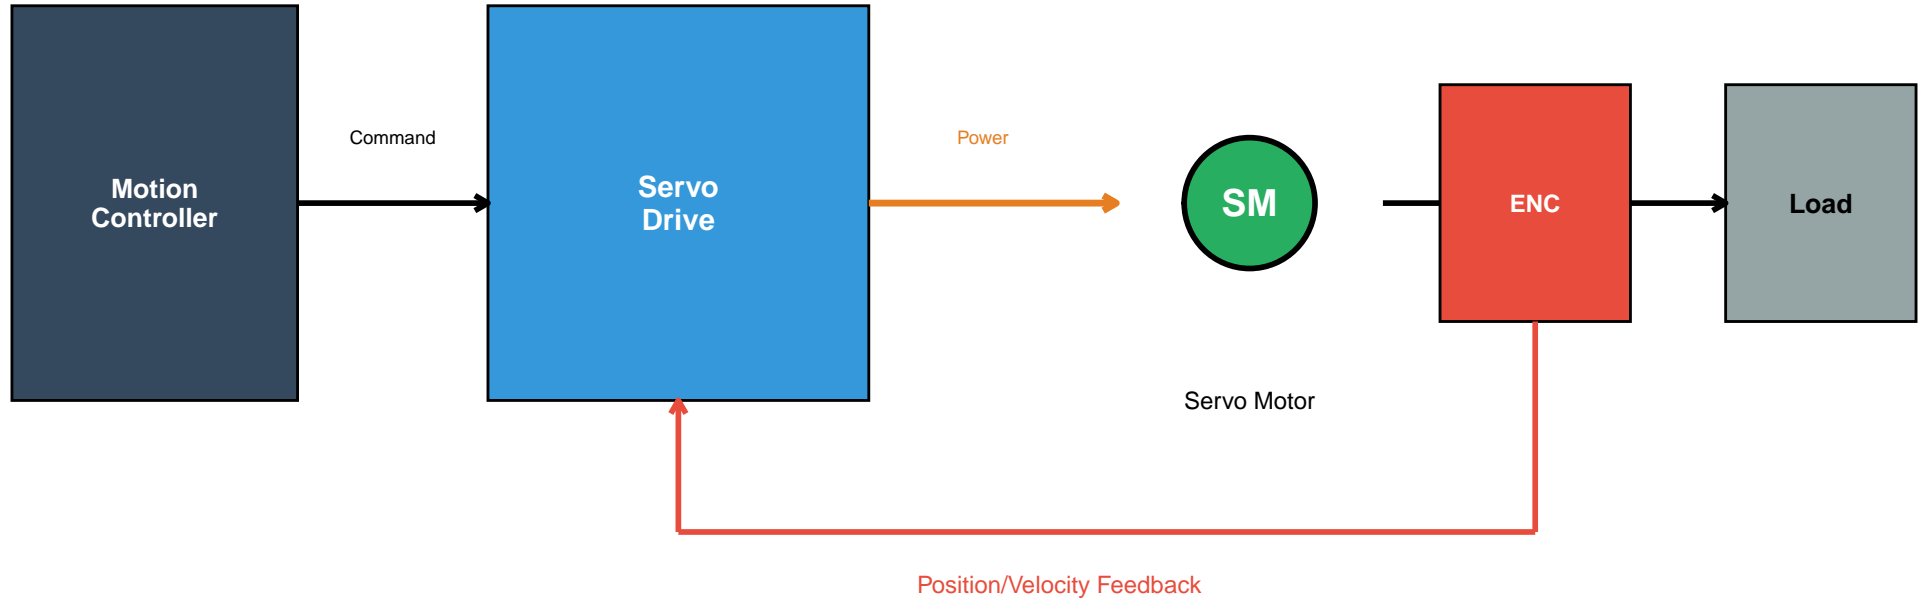 Command
Power
Motion
Controller
Servo
Drive
SM
ENC
Load
Servo Motor
Position/Velocity Feedback